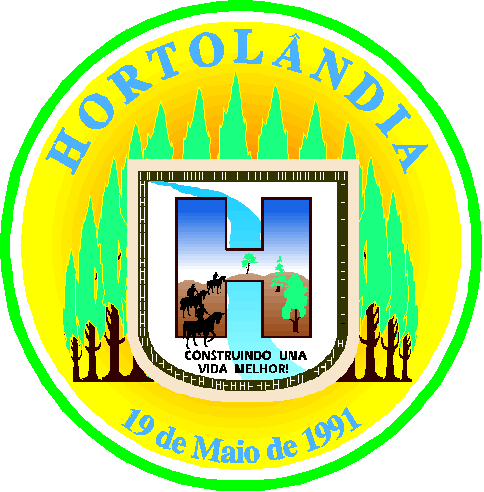 HORTOLÂNDIA
H
CONSTRUINDO UNA
VIDA MELHOR!
19 de Maio de 1991